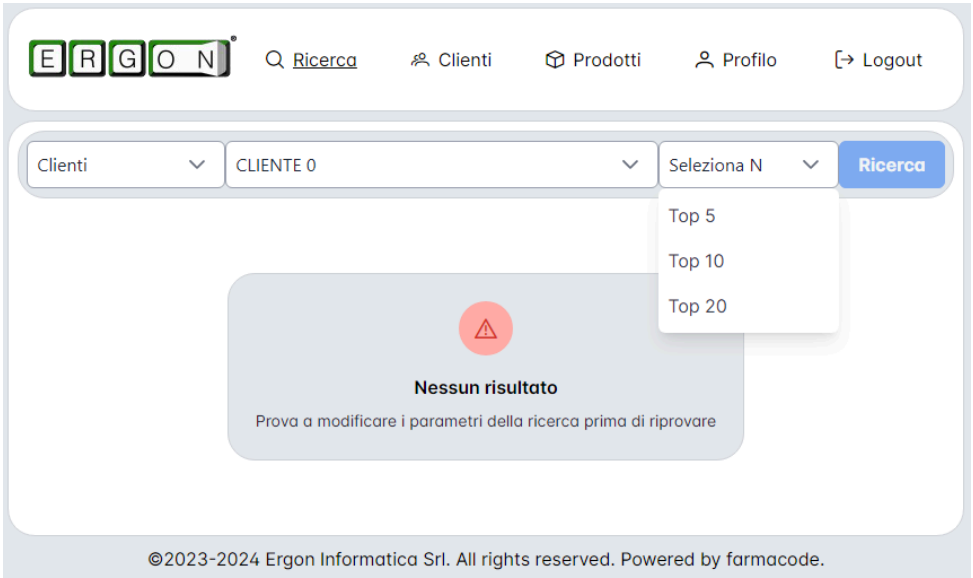 ERGON®
Ricerca Clienti Prodotti Profilo Logout
Clienti CLIENTE 0 Seleziona N Ricerca
Top 5
Top 10
Top 20
Nessun risultato
Prova a modificare i parametri della ricerca prima di riprovare
©2023-2024 Ergon Informatica Srl. All rights reserved. Powered by farmacode.